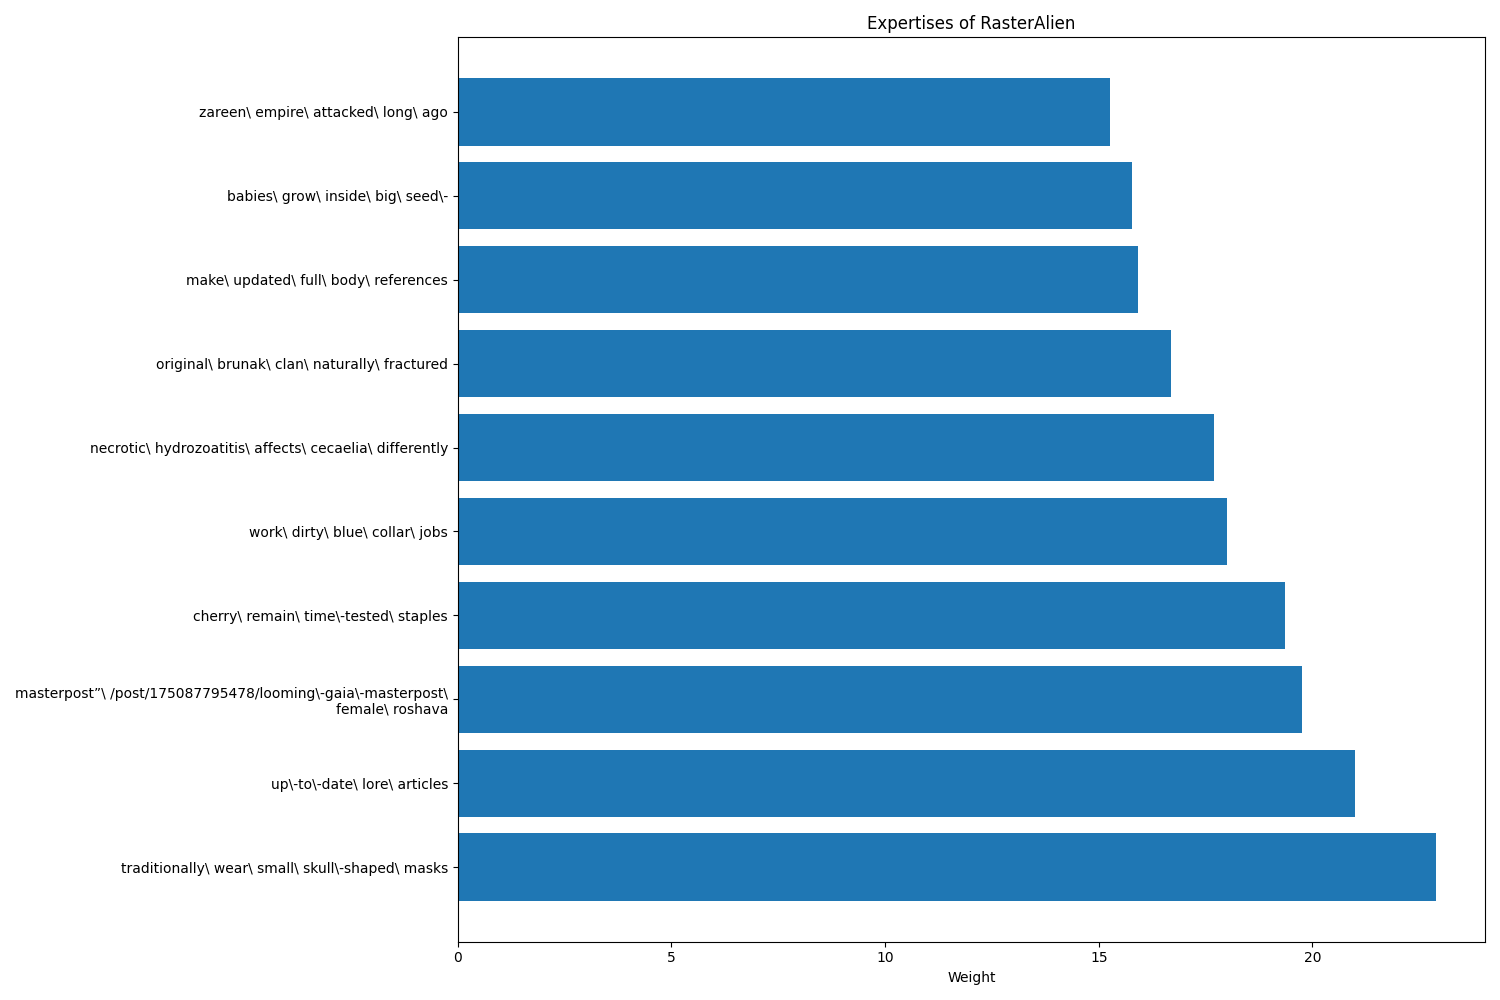 Expertises of RasterAlien
zareen\ empire\ attacked\ long\ ago
babies\ grow\ inside\ big\ seed\-
make\ updated\ full\ body\ references
original\ brunak\ clan\ naturally\ fractured
necrotic\ hydrozoatitis\ affects\ cecaelia\ differently
work\ dirty\ blue\ collar\ jobs
cherry\ remain\ time\-tested\ staples
masterpost”\ /post/175087795478/looming\-gaia\-masterpost\
female\ roshava
up\-to\-date\ lore\ articles
traditionally\ wear\ small\ skull\-shaped\ masks
0 5 10 15 20
Weight